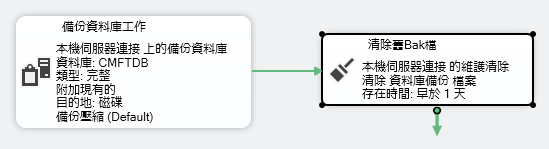 備份資料庫工作
本機伺服器連接 上的備份資料庫
資料庫: CMFTDB
類型: 完整
附加現有的
目的地: 磁碟
備份壓縮 (Default)
清除舊Bak檔
本機伺服器連接 的維護清除
清除 資料庫備份 檔案
存在時間: 早於 1 天